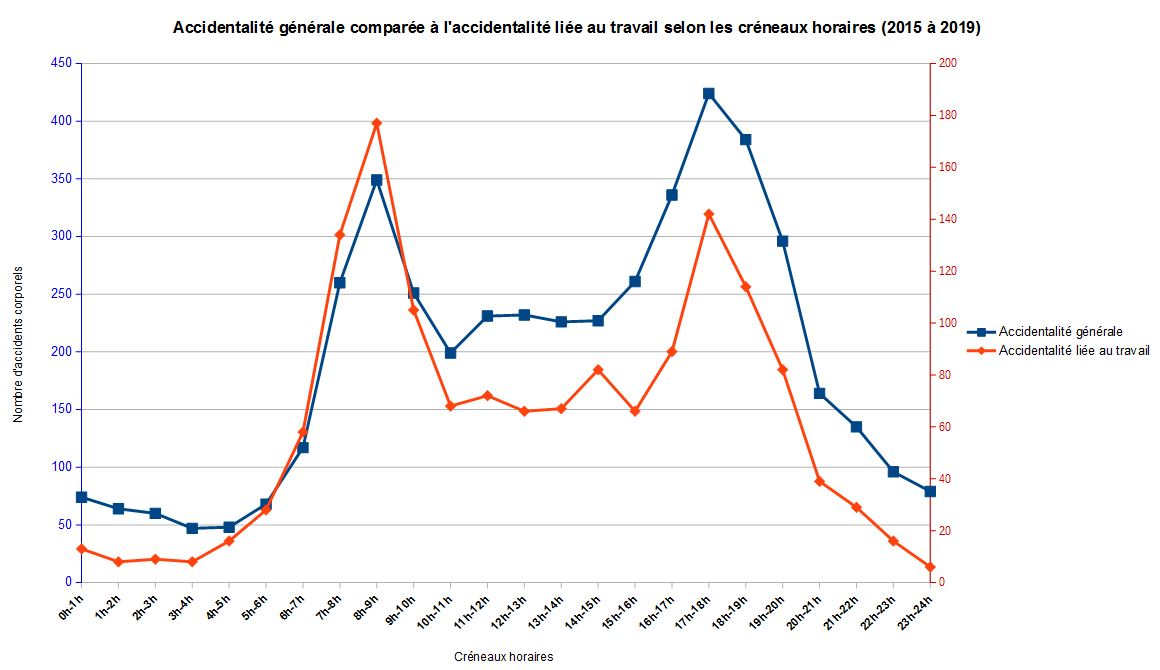 Accidentalité générale comparée à l'accidentalité liée au travail selon les créneaux horaires (2015 à 2019)
450
400
350
300
250
200
150
100
50
0
Nombre d'accidents corporels
200
180
160
140
120
100
80
60
40
20
0
0h-1h
1h-2h
2h-3h
3h-4h
4h-5h
5h-6h
6h-7h
7h-8h
8h-9h
9h-10h
10h-11h
11h-12h
12h-13h
13h-14h
14h-15h
15h-16h
16h-17h
17h-18h
18h-19h
19h-20h
20h-21h
21h-22h
22h-23h
23h-24h
Créneaux horaires
Accidentalité générale
Accidentalité liée au travail